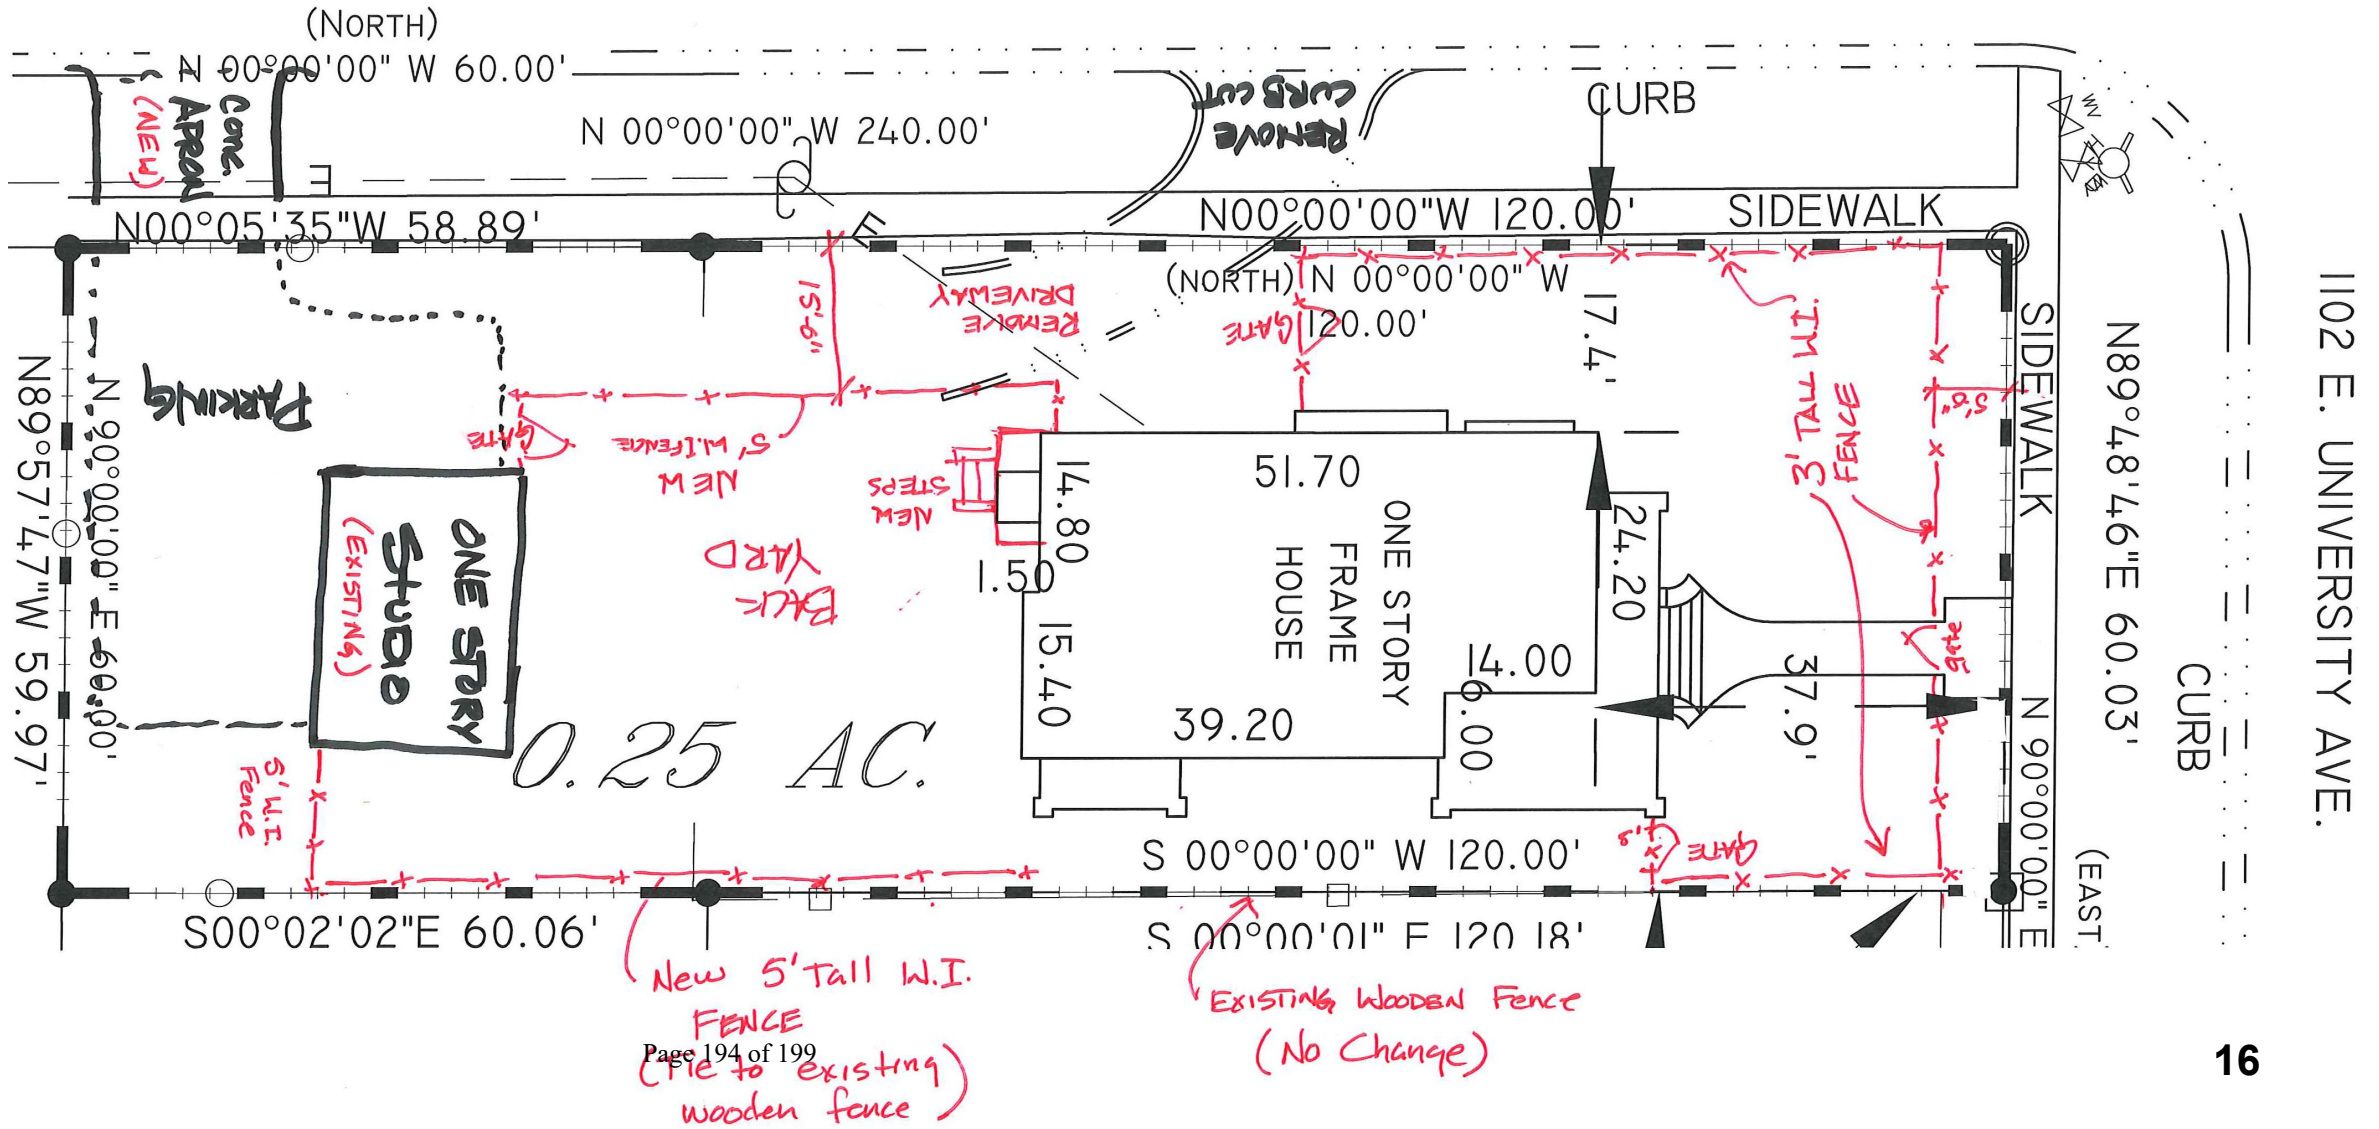 (NORTH)
N 00°00'00" W 60.00'
CONC.
APRON
(NEW)
N 00°00'00" W 240.00'
REMOVE
CURB CUT
CURB
WV
E
E
N00°05'35"W 58.89'
N00°00'00"W 120.00'
SIDEWALK
(NORTH) N 00°00'00" W
120.00'
15'-6"
REMOVE
DRIVEWAY
GATE
17.4'
3' TALL W.I.
FENCE
5'0"
SIDEWALK
N89°48'46"E 60.03'
CURB
1102 E. UNIVERSITY AVE.
N 90°00'00" E
(EAST)
N89°57'47"W 59.97'
N 90°00'00" E 60.00'
PARKING
GATE
NEW
5' W.I FENCE
NEW
STEPS
BACK
YARD
ONE STORY
STUDIO
(EXISTING)
14.80
1.50
15.40
51.70
ONE STORY
FRAME
HOUSE
24.20
14.00
6.00
39.20
37.9'
gate
0.25 AC.
5' W.I.
Fence
GATE
S 00°00'00" W 120.00'
S00°02'02"E 60.06'
S 00°00'01" E 120.18'
New 5' Tall W.I.
FENCE
(Tie to existing
wooden fence)
EXISTING WOODEN Fence
(No Change)
Page 194 of 199
16